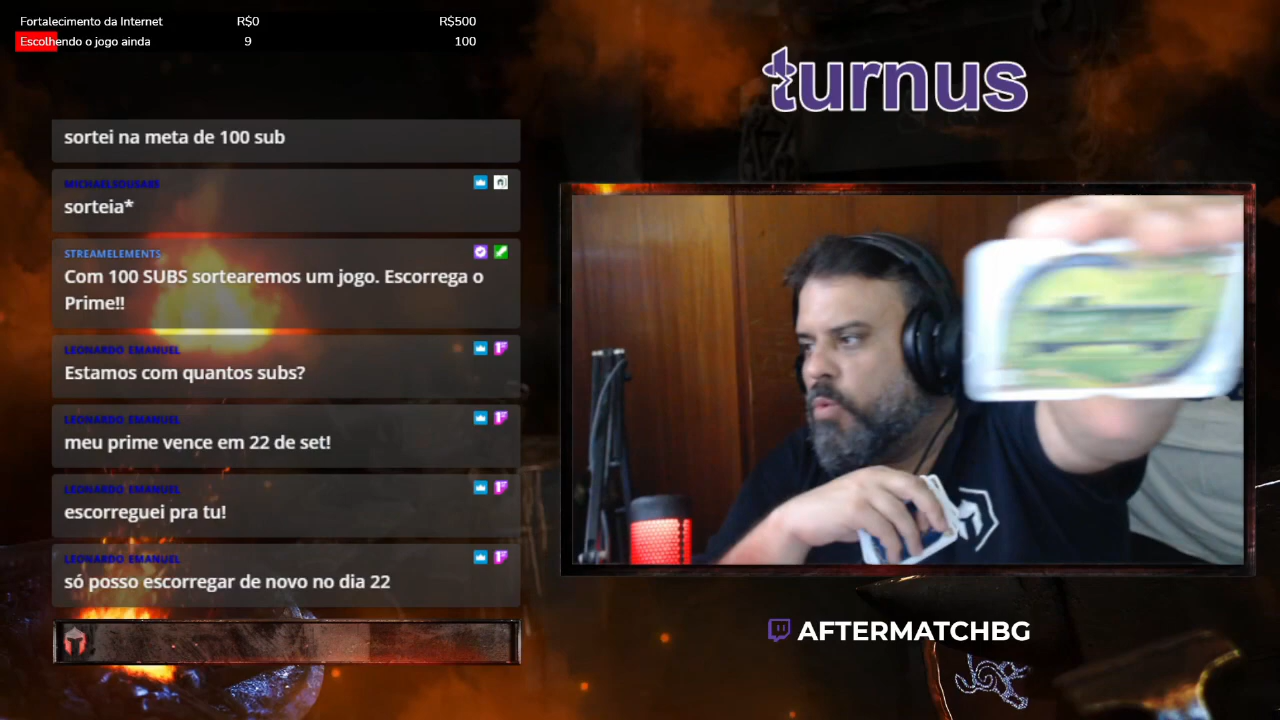 Fortalecimento da Internet R$0 R$500
Escolhendo o jogo ainda 9 100
turnus
sortei na meta de 100 sub
MICHAELSOUSARE
sorteia*
STREAMELEMENTS
Com 100 SUBS sortearemos um jogo. Escorrega o
Prime!!
LEONARDO EMANUEL
Estamos com quantos subs?
LEONARDO EMANUEL
meu prime vence em 22 de set!
LEONARDO EMANUEL
escorreguei pra tu!
LEONARDO EMANUEL
só posso escorregar de novo no dia 22
AFTERMATCHBG